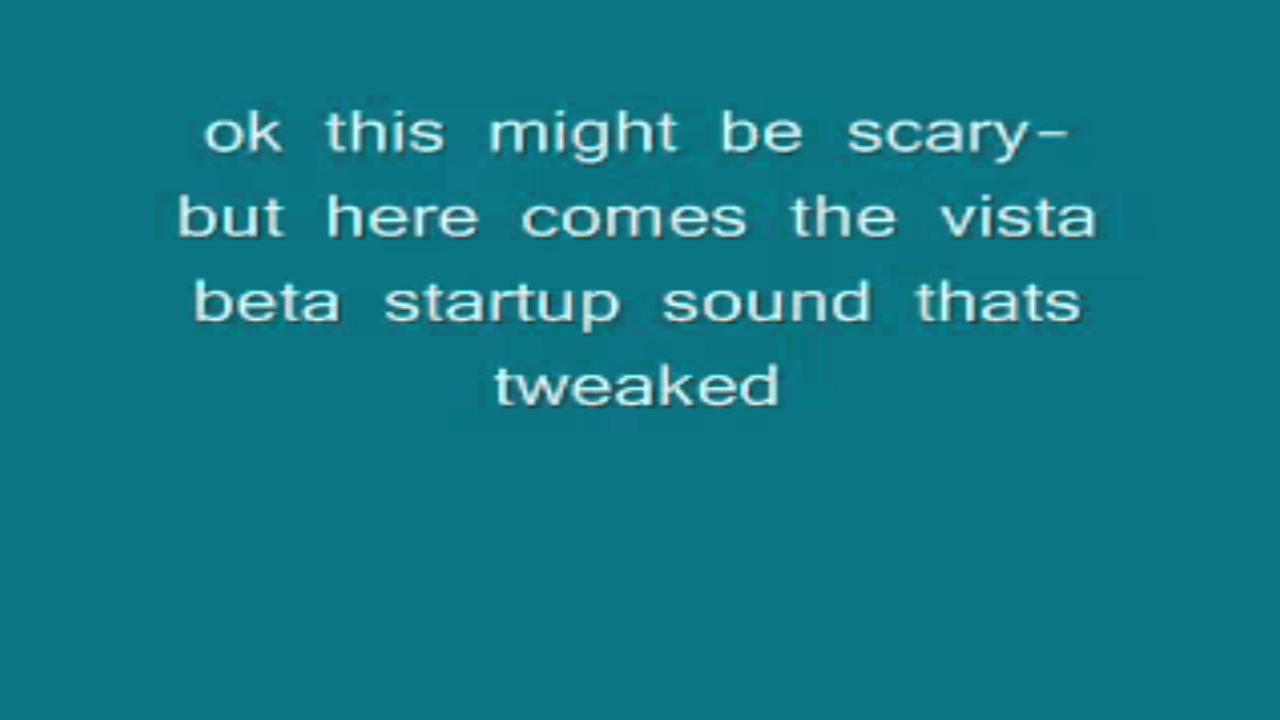 ok this might be scary-
but here comes the vista
beta startup sound thats
tweaked